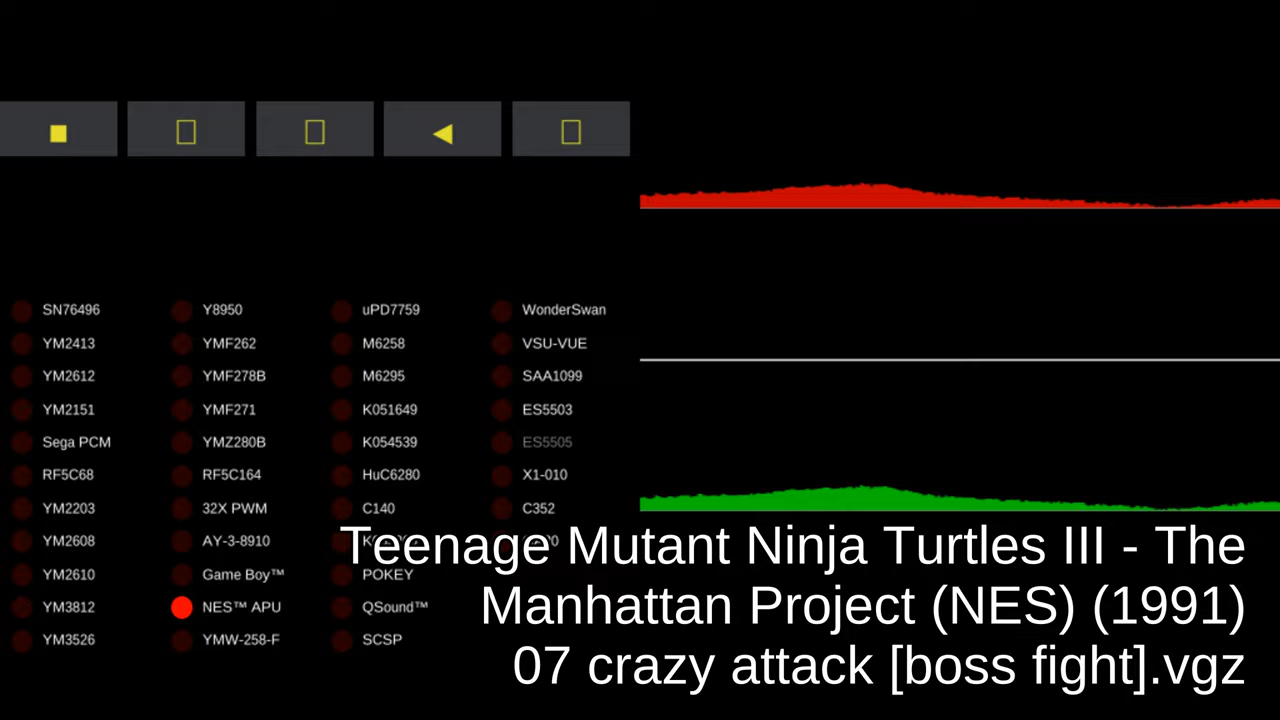 SN76496 Y8950 uPD7759 WonderSwan
YM2413 YMF262 M6258 VSU-VUE
YM2612 YMF278B M6295 SAA1099
YM2151 YMF271 K051649 ES5503
Sega PCM YMZ280B K054539 ES5505
RF5C68 RF5C164 HuC6280 X1-010
YM2203 32X PWM C140 C352
YM2608 AY-3-8910
YM2610 Game Boy™ POKEY
YM3812 NES™ APU QSound™
YM3526 YMW-258-F SCSP
Teenage Mutant Ninja Turtles III - The
Manhattan Project (NES) (1991)
07 crazy attack [boss fight].vgz